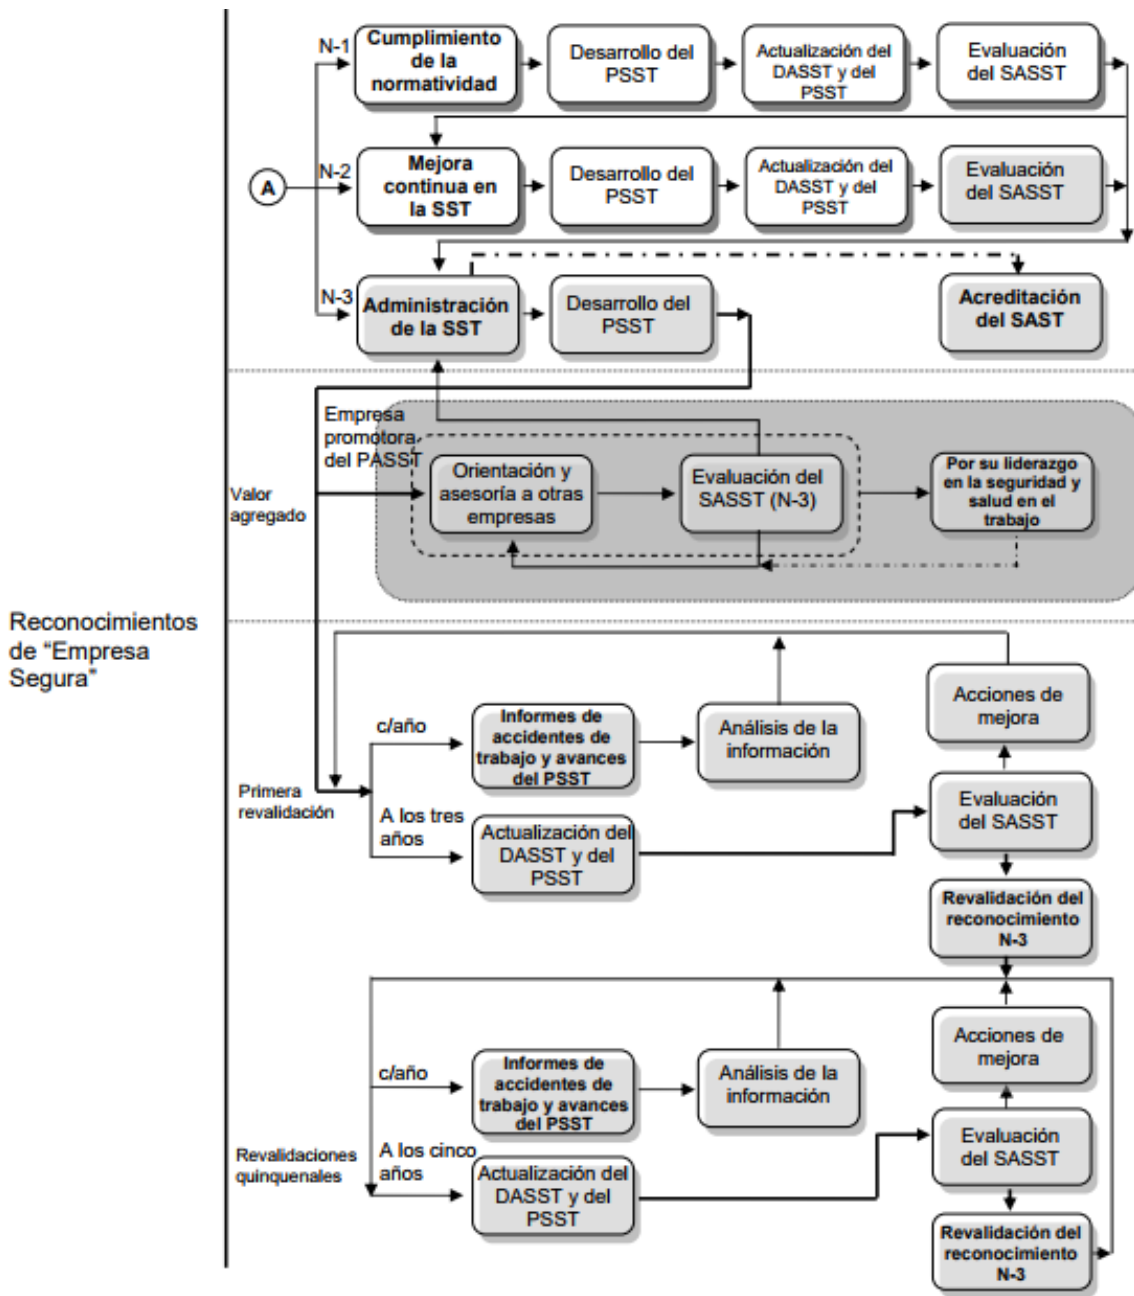 N-1
Cumplimiento
de la
normatividad
Desarrollo del
PSST
Actualización del
DASST y del
PSST
Evaluación
del SASST
A
N-2
Mejora
continua en
la SST
Desarrollo del
PSST
Actualización del
DASST y del
PSST
Evaluación
del SASST
N-3
Administración
de la SST
Desarrollo del
PSST
Acreditación
del SAST
Empresa
promotora
del PASST
Valor
agregado
Orientación y
asesoría a otras
empresas
Evaluación del
SASST (N-3)
Por su liderazgo
en la seguridad y
salud en el
trabajo
Reconocimientos
de “Empresa
Segura”
Primera
revalidación
c/año
Informes de
accidentes de
trabajo y avances
del PSST
Análisis de la
información
Acciones de
mejora
A los tres
años
Actualización del
DASST y del
PSST
Evaluación
del SASST
Revalidación del
reconocimiento
N-3
Revalidaciones
quinquenales
c/año
Informes de
accidentes de
trabajo y avances
del PSST
Análisis de la
información
Acciones de
mejora
A los cinco
años
Actualización del
DASST y del
PSST
Evaluación
del SASST
Revalidación del
reconocimiento
N-3